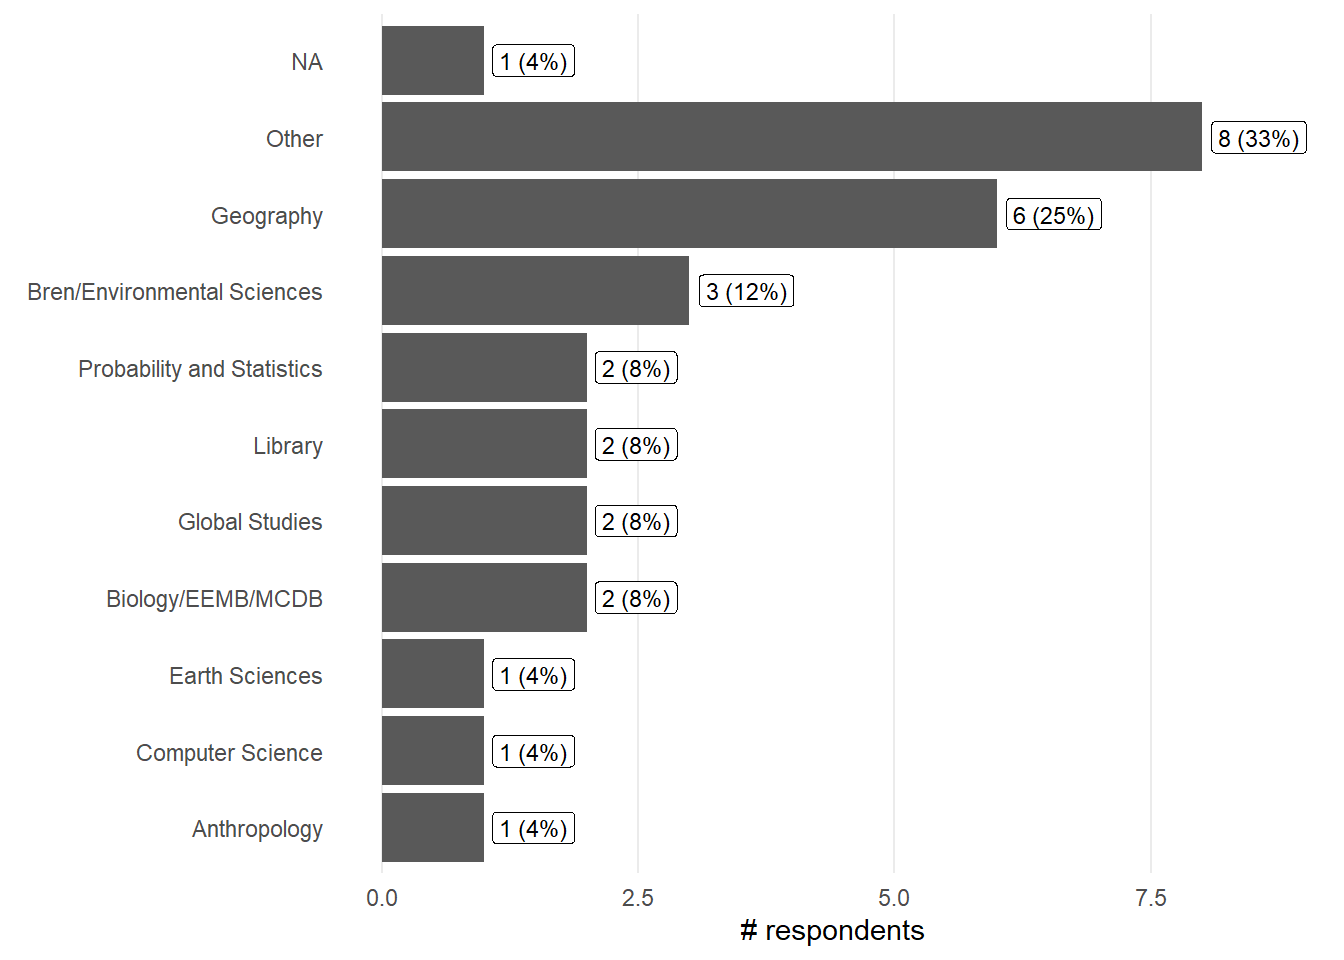 NA
1 (4%)
Other
8 (33%)
Geography
6 (25%)
Bren/Environmental Sciences
3 (12%)
Probability and Statistics
2 (8%)
Library
2 (8%)
Global Studies
2 (8%)
Biology/EEMB/MCDB
2 (8%)
Earth Sciences
1 (4%)
Computer Science
1 (4%)
Anthropology
1 (4%)
0.0 2.5 5.0 7.5
# respondents